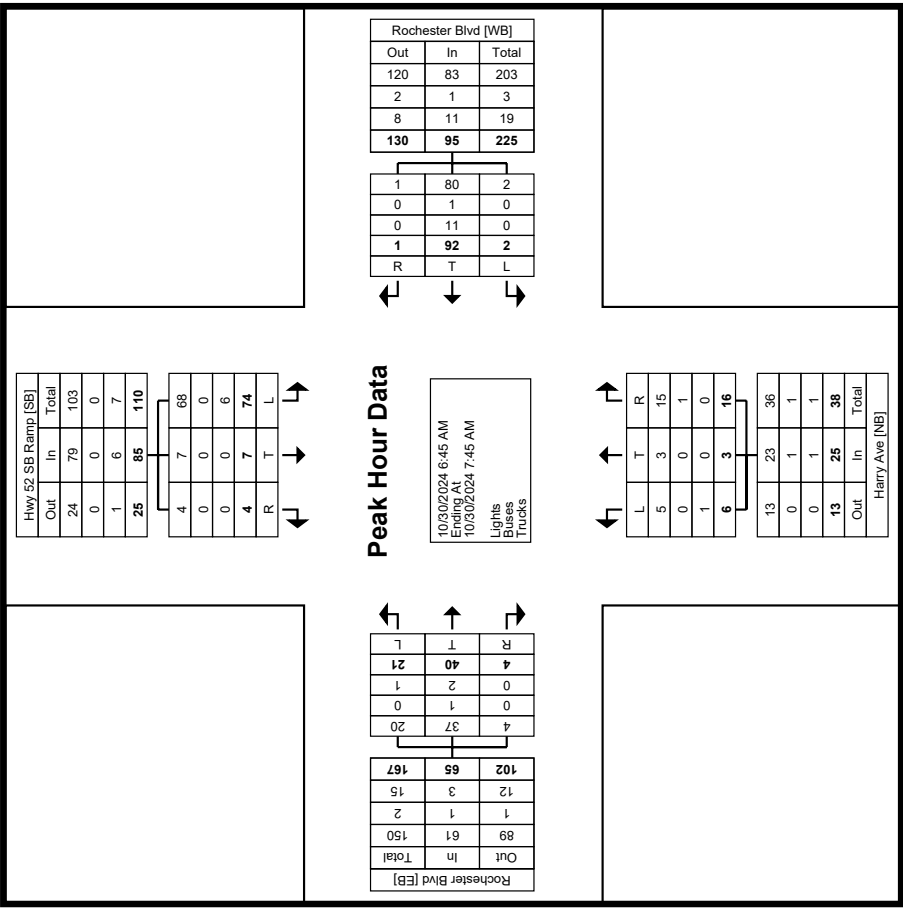 Rochester Blvd [WB]
Out In Total
120 83 203
2 1 3
8 11 19
130 95 225
1 80 2
0 1 0
0 11 0
1 92 2
R T L
Hwy 52 SB Ramp [SB]
Out In Total
24 79 103
0 0 0
1 6 7
25 85 110
4 7 68
0 0 0
0 0 6
4 7 74
R T L
Peak Hour Data
10/30/2024 6:45 AM
Ending At
10/30/2024 7:45 AM
Lights
Buses
Trucks
L T R
5 3 15
0 0 1
1 0 0
6 3 16
13 23 36
0 1 1
0 1 1
13 25 38
Out In Total
Harry Ave [NB]
L T R
21 40 4
1 2 0
0 1 0
20 37 4
167 65 102
15 3 12
2 1 1
150 61 89
Total In Out
Rochester Blvd [EB]